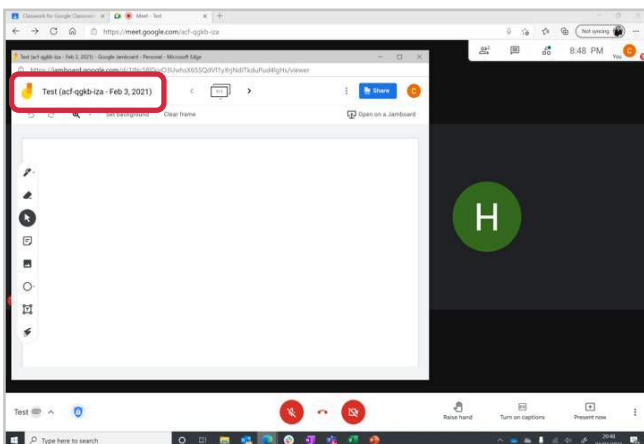 Classwork for Google Classroom
Meet - Test
https://meet.google.com/acf-qgkb-iza
Not syncing
8:48 PM
You
C
Test (acf-qgkb-iza - Feb 3, 2021) - Google Jamboard - Personal - Microsoft Edge
Test (acf-qgkb-iza - Feb 3, 2021)
Share
C
Set background
Clear frame
Open on a Jamboard
H
Test
Raise hand
Turn on captions
Present now
Type here to search
20:48